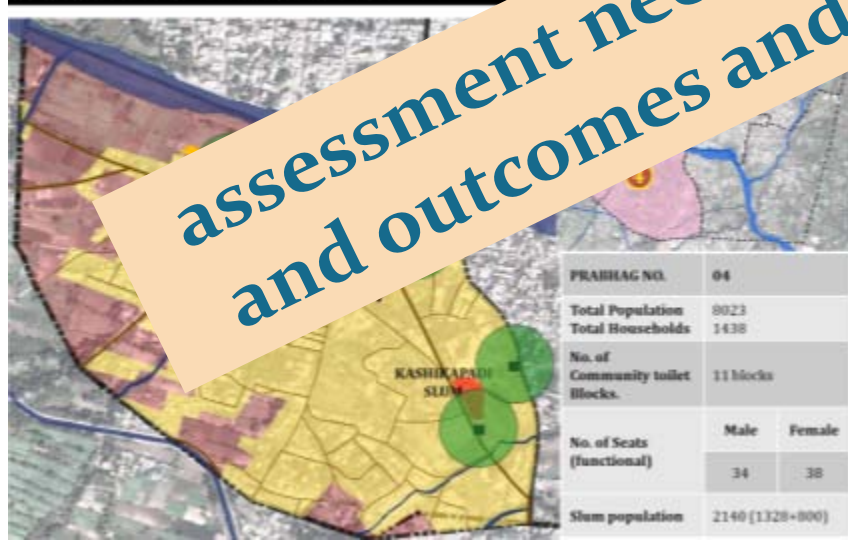 assessment
and outcomes and
KASHIKAPADI
SLUM
PRABHAG NO. 04
Total Population 8023
Total Households 1438
No. of
Community toilet 11 blocks
Blocks.
No. of Seats Male Female
(functional) 34 38
Slum population 2140 (1328+800)